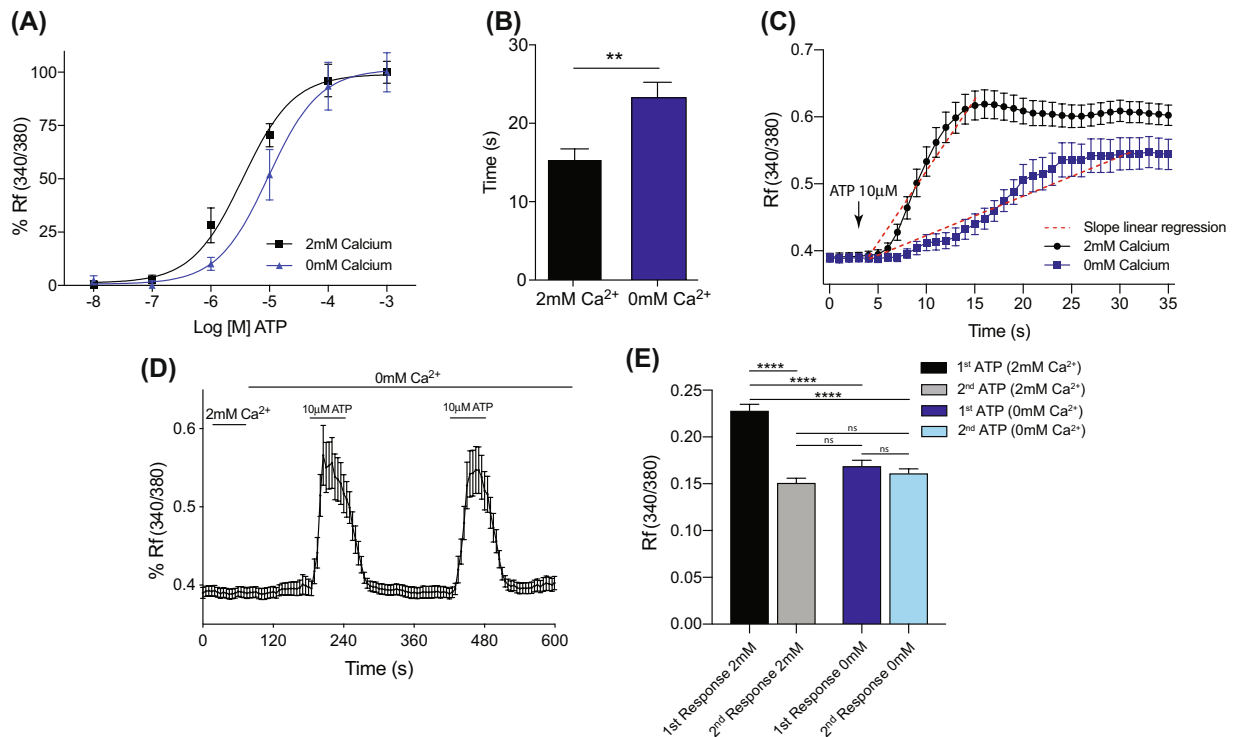 (A)
% Rf (340/380)
100
75
50
25
0
2mM Calcium
0mM Calcium
-8 -7 -6 -5 -4 -3
Log [M] ATP
(B)
Time (s)
30
20
10
0
**
2mM Ca²⁺ 0mM Ca²⁺
(C)
Rf (340/380)
0.7
0.6
0.5
0.4
ATP 10μM
Slope linear regression
2mM Calcium
0mM Calcium
0 5 10 15 20 25 30 35
Time (s)
(D)
0mM Ca²⁺
2mM Ca²⁺
10μM ATP 10μM ATP
% Rf (340/380)
0.6
0.5
0.4
0 120 240 360 480 600
Time (s)
(E)
1ˢᵗ ATP (2mM Ca²⁺)
2ⁿᵈ ATP (2mM Ca²⁺)
1ˢᵗ ATP (0mM Ca²⁺)
2ⁿᵈ ATP (0mM Ca²⁺)
****
****
****
ns
ns ns
Rf (340/380)
0.25
0.20
0.15
0.10
0.05
0.00
1st Response 2mM
2ⁿᵈ Response 2mM
1st Response 0mM
2ⁿᵈ Response 0mM